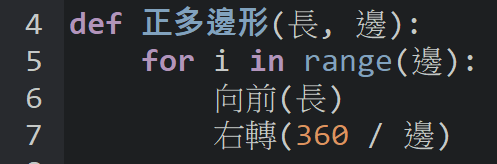 4 def 正多邊形(長, 邊):
5     for i in range(邊):
6         向前(長)
7         右轉(360 / 邊)